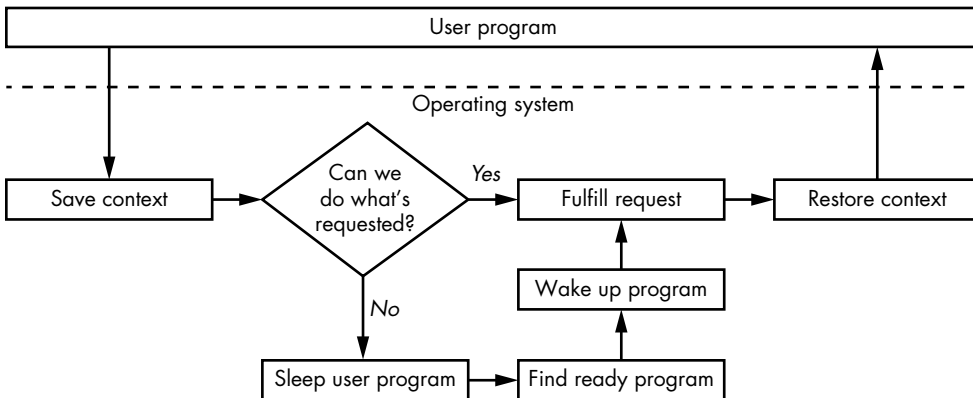 User program
Operating system
Save context
Can we
do what's
requested?
Yes
Fulfill request
Restore context
Wake up program
No
Sleep user program
Find ready program